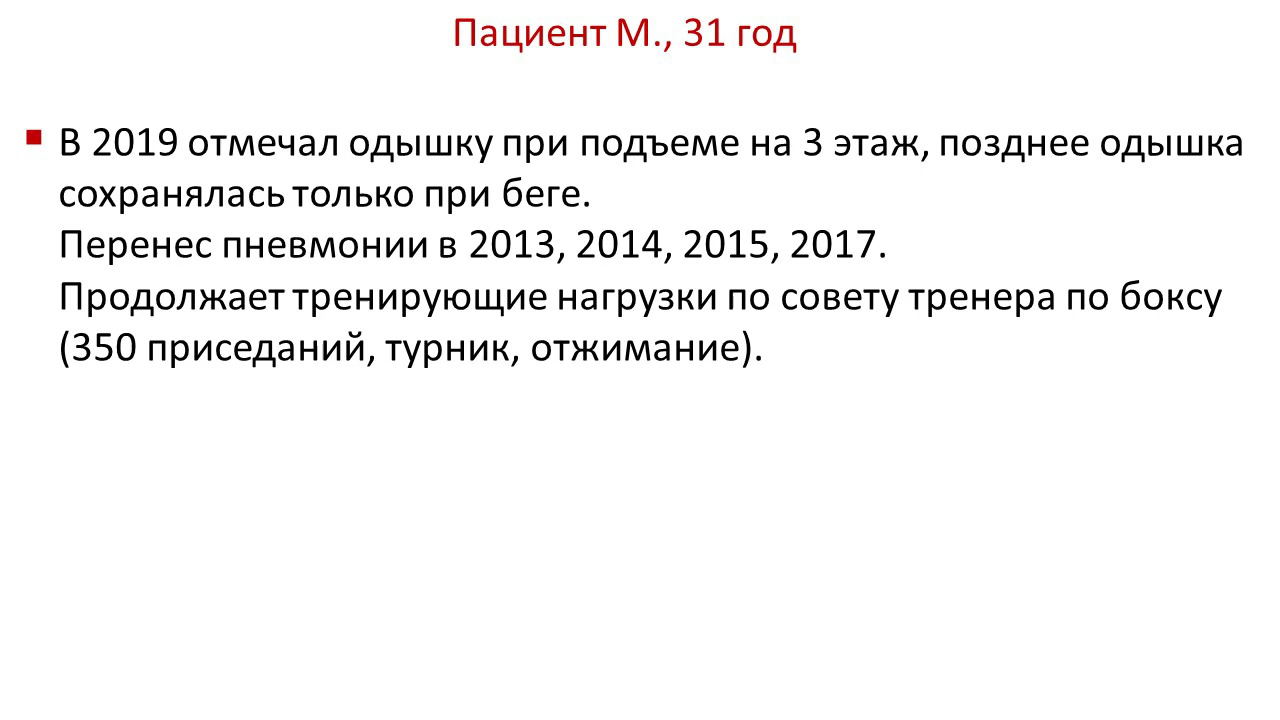 Пациент М., 31 год
В 2019 отмечал одышку при подъеме на 3 этаж, позднее одышка
сохранялась только при беге.
Перенес пневмонии в 2013, 2014, 2015, 2017.
Продолжает тренирующие нагрузки по совету тренера по боксу
(350 приседаний, турник, отжимание).